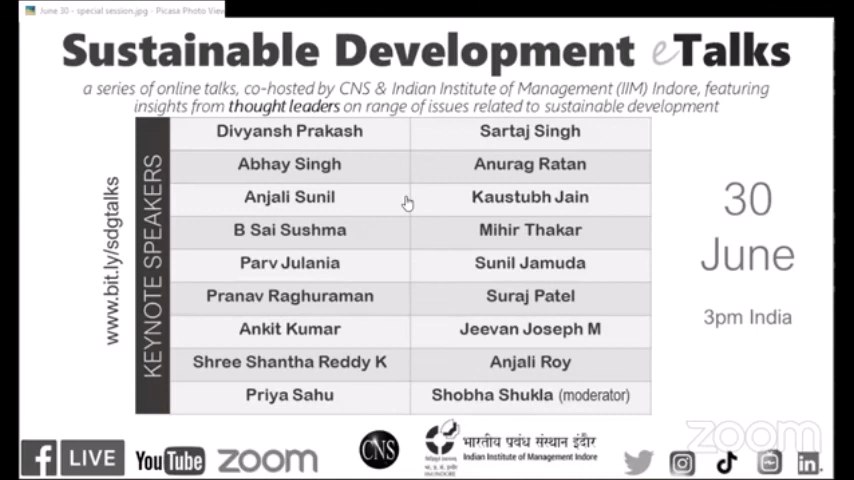 June 30 - special session.jpg - Picasa Photo View
Sustainable Development eTalks
a series of online talks, co-hosted by CNS & Indian Institute of Management (IIM) Indore, featuring
insights from thought leaders on range of issues related to sustainable development
www.bit.ly/sdgtalks
KEYNOTE SPEAKERS
Divyansh Prakash Sartaj Singh
Abhay Singh Anurag Ratan
Anjali Sunil Kaustubh Jain
B Sai Sushma Mihir Thakar
Parv Julania Sunil Jamuda
Pranav Raghuraman Suraj Patel
Ankit Kumar Jeevan Joseph M
Shree Shantha Reddy K Anjali Roy
Priya Sahu Shobha Shukla (moderator)
30
June
3pm India
zoom
f LIVE YouTube zoom CNS
भारतीय प्रबंध संस्थान इंदौर
Indian Institute of Management Indore
in